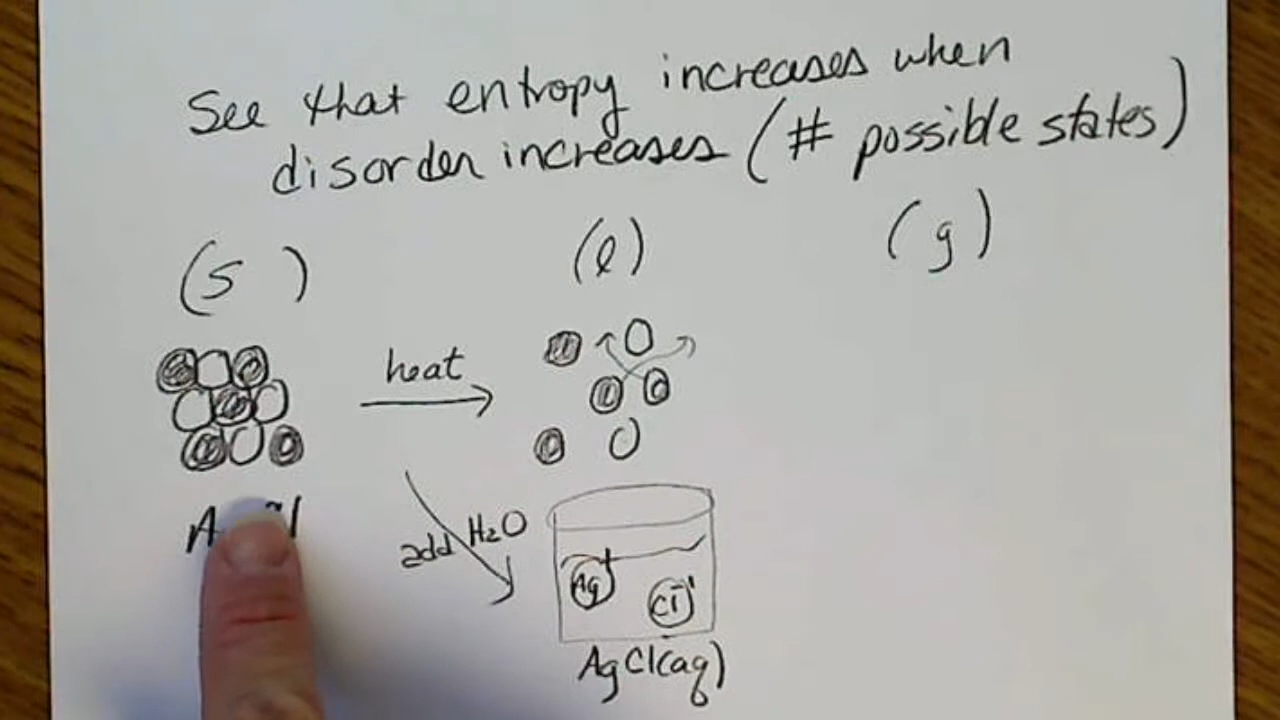 See that entropy increases when
disorder increases (# possible states)
(s ) (l) (g)
heat
add H₂O
Ag⁺ Cl⁻
AgCl(aq)